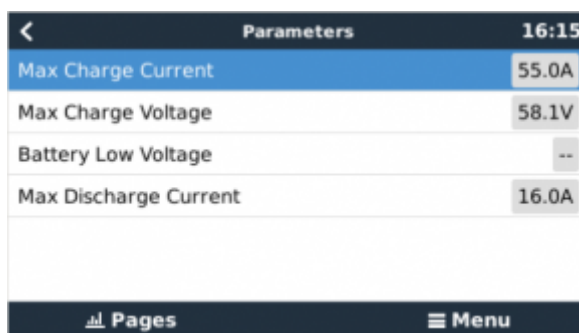 Parameters 16:15
Max Charge Current 55.0A
Max Charge Voltage 58.1V
Battery Low Voltage --
Max Discharge Current 16.0A
Pages Menu